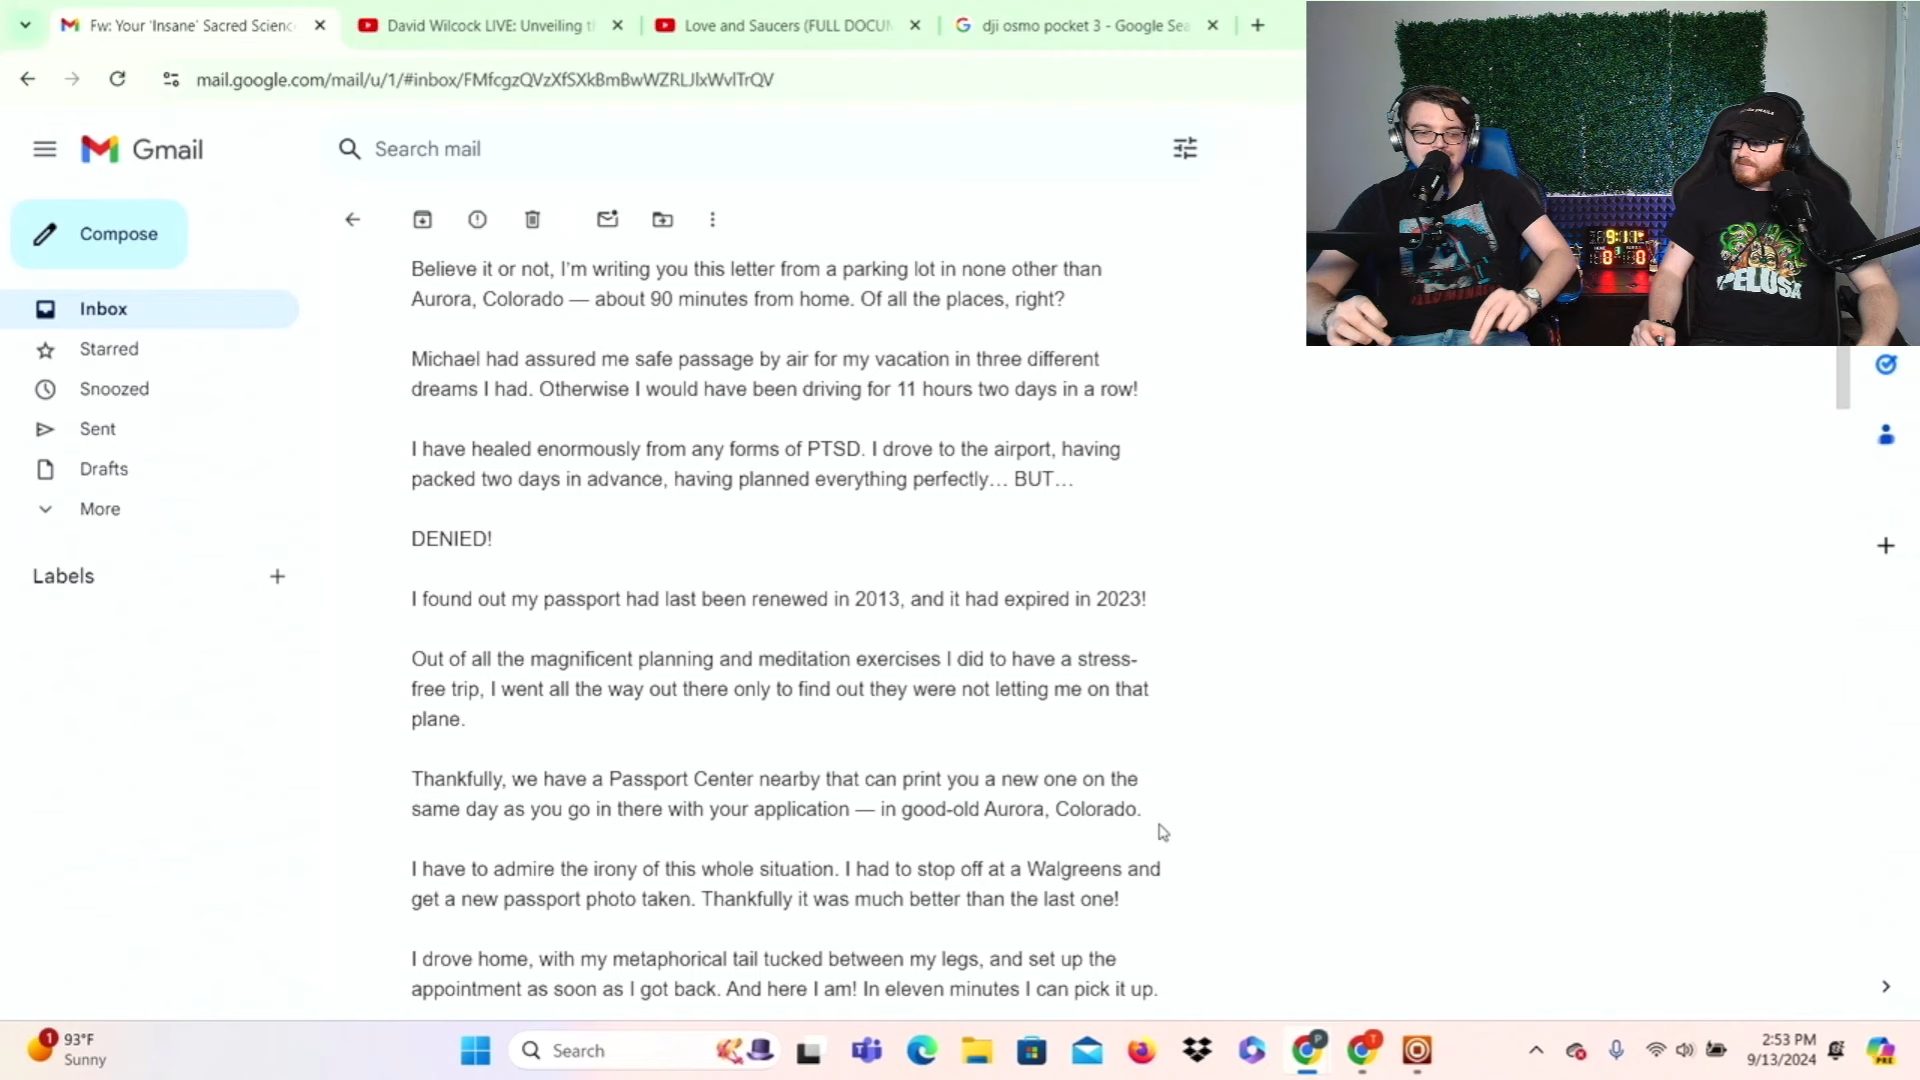 Fw: Your 'Insane' Sacred Scienc
David Wilcock LIVE: Unveiling t
Love and Saucers (FULL DOCU
dji osmo pocket 3 - Google Sea
mail.google.com/mail/u/1/#inbox/
Gmail
Search mail
Compose
Inbox
Starred
Snoozed
Sent
Drafts
More
Labels
Believe it or not, I'm writing you this letter from a parking lot in none other than
Aurora, Colorado — about 90 minutes from home. Of all the places, right?
Michael had assured me safe passage by air for my vacation in three different
dreams I had. Otherwise I would have been driving for 11 hours two days in a row!
I have healed enormously from any forms of PTSD. I drove to the airport, having
packed two days in advance, having planned everything perfectly… BUT…
DENIED!
I found out my passport had last been renewed in 2013, and it had expired in 2023!
Out of all the magnificent planning and meditation exercises I did to have a stress-
free trip, I went all the way out there only to find out they were not letting me on that
plane.
Thankfully, we have a Passport Center nearby that can print you a new one on the
same day as you go in there with your application — in good-old Aurora, Colorado.
I have to admire the irony of this whole situation. I had to stop off at a Walgreens and
get a new passport photo taken. Thankfully it was much better than the last one!
I drove home, with my metaphorical tail tucked between my legs, and set up the
appointment as soon as I got back. And here I am! In eleven minutes I can pick it up.
9:11
8 0
PELUSA
1
93°F
Sunny
Search
P
T
2:53 PM
9/13/2024
PRE